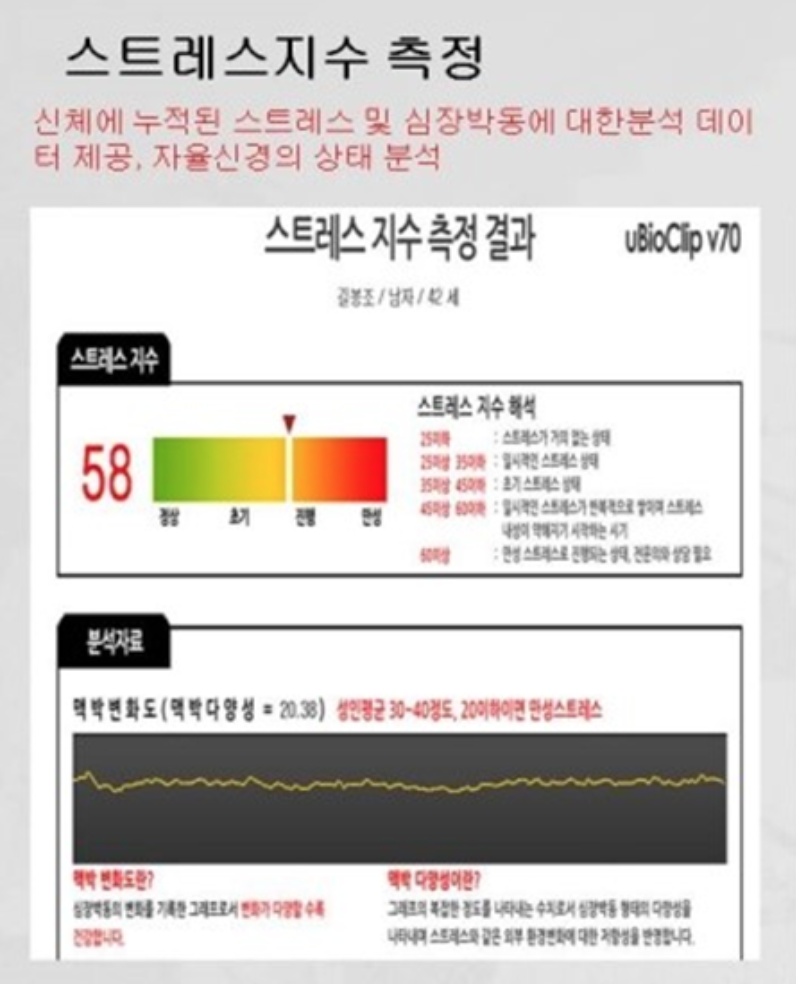 스트레스지수 측정
신체에 누적된 스트레스 및 심장박동에 대한분석 데이
터 제공, 자율신경의 상태 분석
스트레스 지수 측정 결과
uBioClip v70
길봉조 / 남자 / 42 세
스트레스 지수
58
정상 초기 진행 만성
스트레스 지수 해석
25이하 : 스트레스가 거의 없는 상태
25이상 35이하 : 일시적인 스트레스 상태
35이상 45이하 : 초기 스트레스 상태
45이상 60이하 : 일시적인 스트레스가 반복적으로 쌓이며 스트레스
내성이 약해지기 시작하는 시기
60이상 : 만성 스트레스로 진행되는 상태, 전문의와 상담 필요
분석자료
맥박변화도(맥박다양성 = 20.38) 성인평균 30~40정도, 20이하이면 만성스트레스
맥박 변화도란?
심장박동의 변화를 기록한 그래프로서 변화가 다양할 수록
건강합니다.
맥박 다양성이란?
그래프의 복잡한 정도를 나타내는 수치로서 심장박동 형태의 다양성을
나타내며 스트레스와 같은 외부 환경변화에 대한 저항성을 반영합니다.